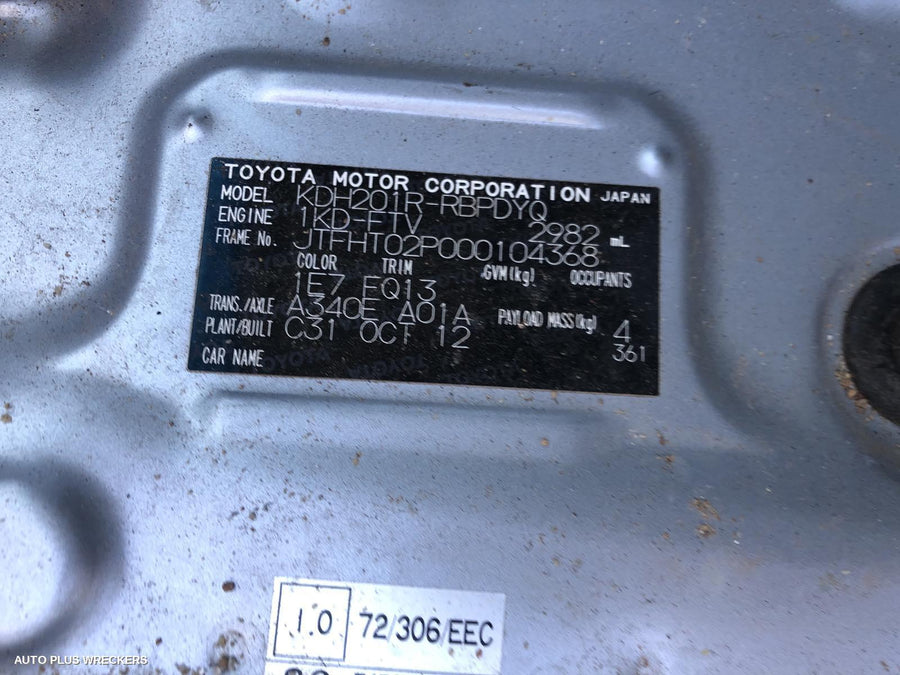 TOYOTA MOTOR CORPORATION JAPAN
MODEL KDH201R-RBPDYQ
ENGINE 1KD-FTV 2982 mL
FRAME No. JTFHT02P000104368
COLOR TRIM GVM(kg) OCCUPANTS
1E7 EQ13
TRANS./AXLE A340E A01A PAYLOAD MASS(kg) 4
PLANT/BUILT C31 OCT 12 361
CAR NAME
1.0 72/306/EEC
AUTO PLUS WRECKERS